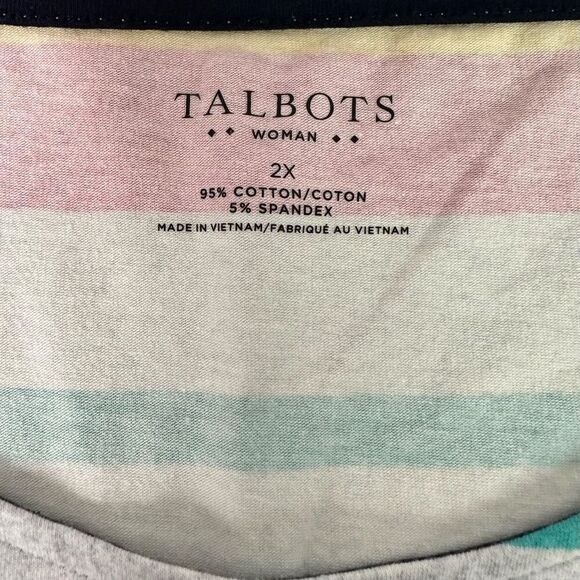 TALBOTS
WOMAN
2X
95% COTTON/COTON
5% SPANDEX
MADE IN VIETNAM/FABRIQUÉ AU VIETNAM